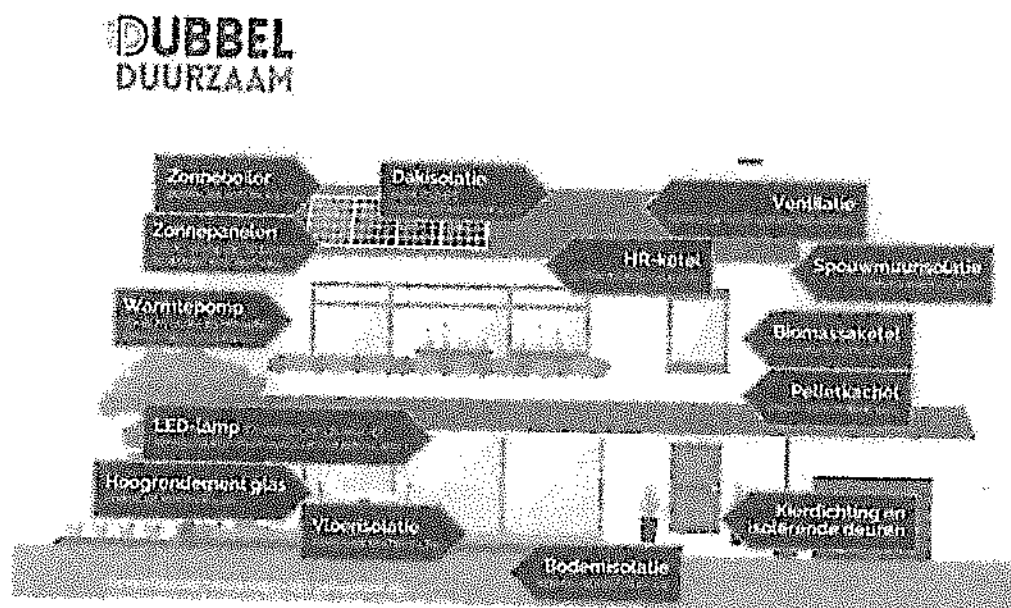 DUBBEL
DUURZAAM
Zonneboiler
Dakisolatie
Ventilatie
Zonnepanelen
HR-ketel
Spouwmuurisolatie
Warmtepomp
Biomassaketel
Pelletkachel
LED-lamp
Hoogrendement glas
Vloerisolatie
Kierdichting en
isolerende deuren
Bodemisolatie